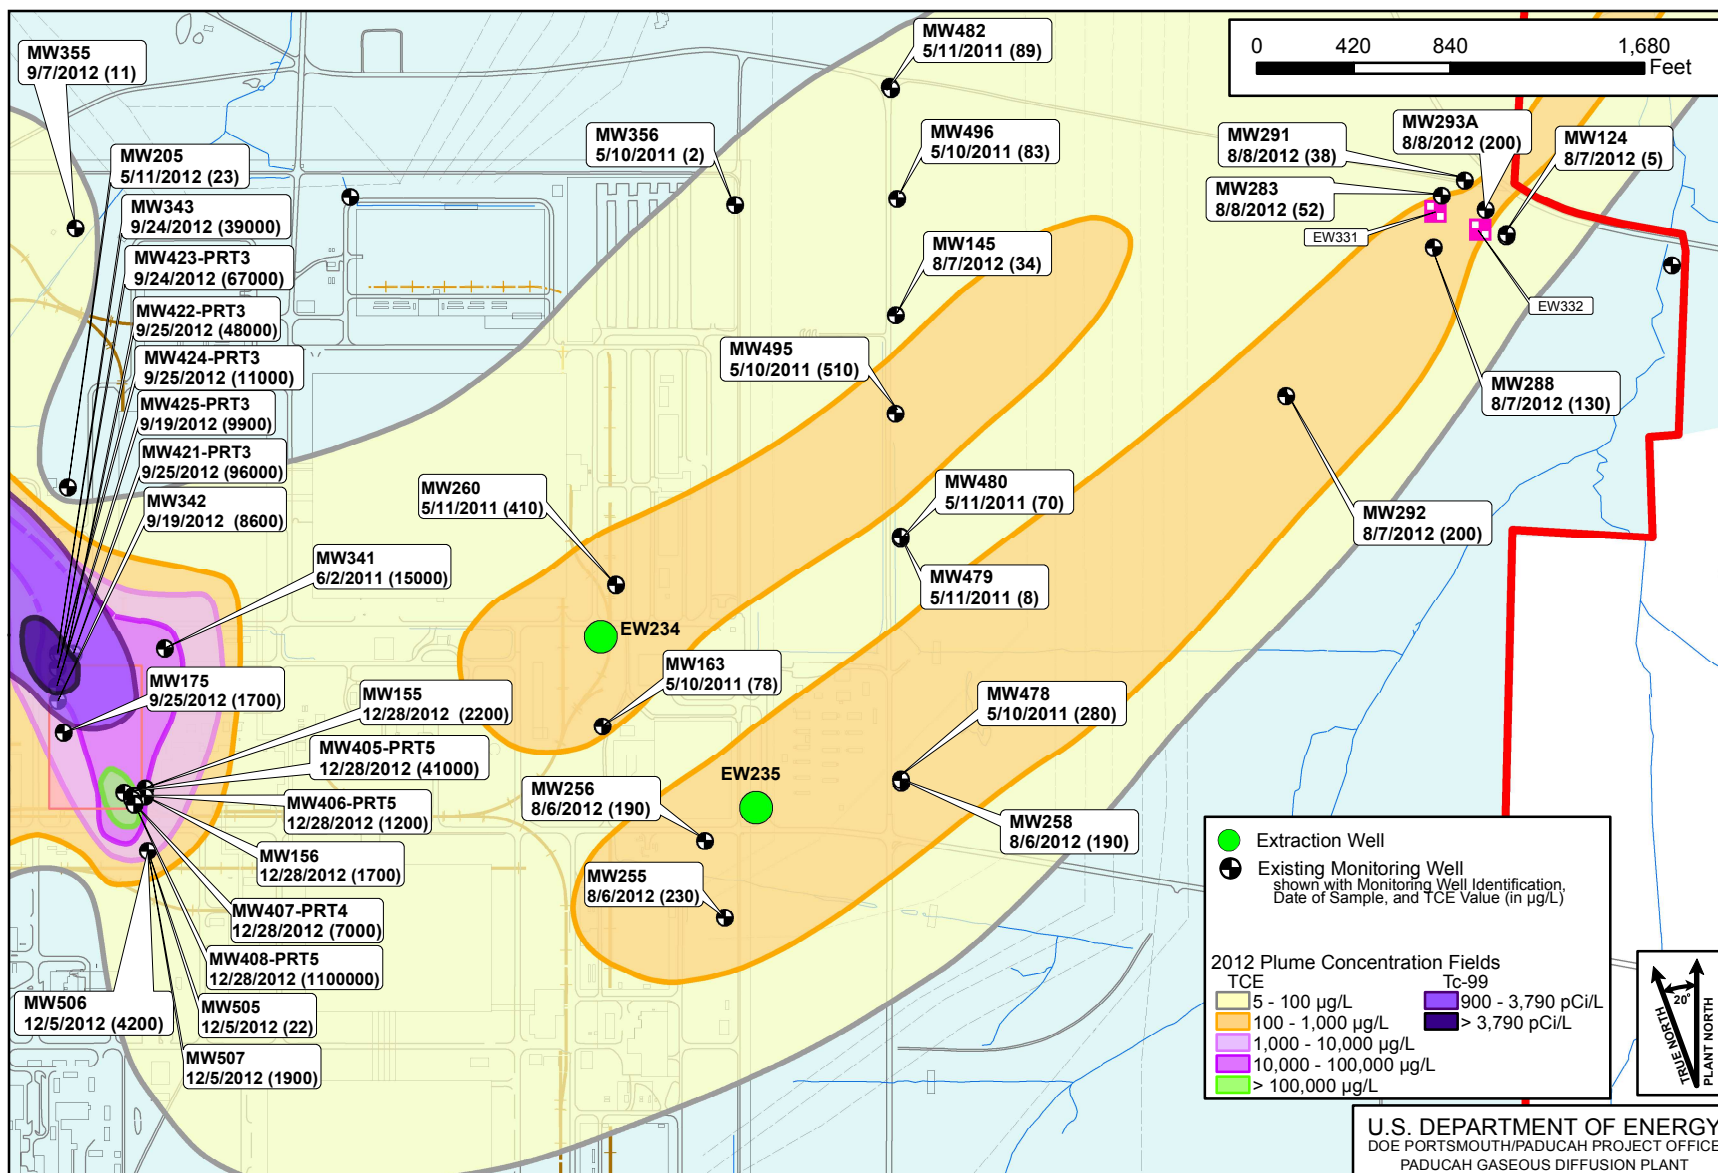 MW355
9/7/2012 (11)
MW205
5/11/2012 (23)
MW343
9/24/2012 (39000)
MW423-PRT3
9/24/2012 (67000)
MW422-PRT3
9/25/2012 (48000)
MW424-PRT3
9/25/2012 (11000)
MW425-PRT3
9/19/2012 (9900)
MW421-PRT3
9/25/2012 (96000)
MW342
9/19/2012 (8600)
MW341
6/2/2011 (15000)
MW175
9/25/2012 (1700)
MW155
12/28/2012 (2200)
MW405-PRT5
12/28/2012 (41000)
MW406-PRT5
12/28/2012 (1200)
MW156
12/28/2012 (1700)
MW407-PRT4
12/28/2012 (7000)
MW408-PRT5
12/28/2012 (1100000)
MW506
12/5/2012 (4200)
MW505
12/5/2012 (22)
MW507
12/5/2012 (1900)
MW356
5/10/2011 (2)
MW482
5/11/2011 (89)
MW496
5/10/2011 (83)
MW145
8/7/2012 (34)
MW495
5/10/2011 (510)
MW260
5/11/2011 (410)
EW234
MW163
5/10/2011 (78)
MW480
5/11/2011 (70)
MW479
5/11/2011 (8)
MW478
5/10/2011 (280)
EW235
MW256
8/6/2012 (190)
MW255
8/6/2012 (230)
MW258
8/6/2012 (190)
0 420 840 1,680
Feet
MW291
8/8/2012 (38)
MW293A
8/8/2012 (200)
MW124
8/7/2012 (5)
MW283
8/8/2012 (52)
EW331
EW332
MW288
8/7/2012 (130)
MW292
8/7/2012 (200)
Extraction Well
Existing Monitoring Well
shown with Monitoring Well Identification,
Date of Sample, and TCE Value (in µg/L)
2012 Plume Concentration Fields
TCE Tc-99
5 - 100 µg/L 900 - 3,790 pCi/L
100 - 1,000 µg/L > 3,790 pCi/L
1,000 - 10,000 µg/L
10,000 - 100,000 µg/L
> 100,000 µg/L
20°
TRUE NORTH
PLANT NORTH
U.S. DEPARTMENT OF ENERGY
DOE PORTSMOUTH/PADUCAH PROJECT OFFICE
PADUCAH GASEOUS DIFFUSION PLANT